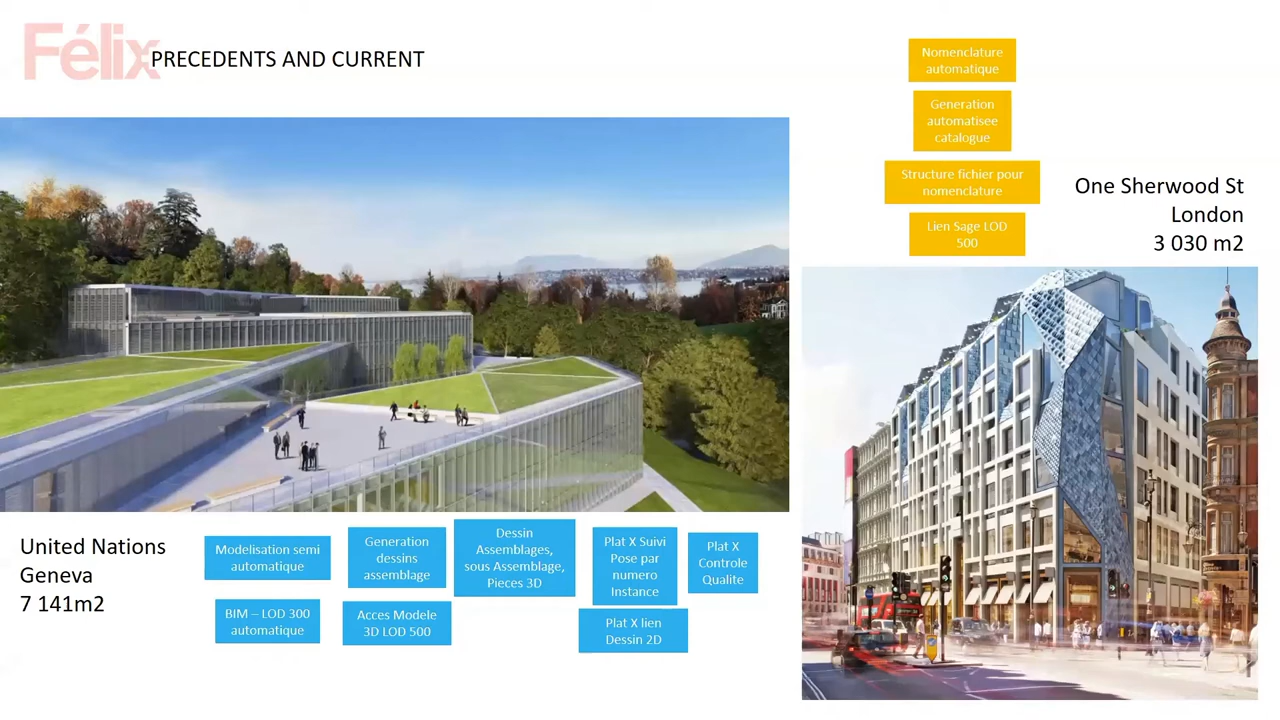 Félix
PRECEDENTS AND CURRENT
Nomenclature
automatique
Generation
automatisee
catalogue
Structure fichier pour
nomenclature
Lien Sage LOD
500
One Sherwood St
London
3 030 m2
United Nations
Geneva
7 141m2
Modelisation semi
automatique
BIM – LOD 300
automatique
Generation
dessins
assemblage
Acces Modele
3D LOD 500
Dessin
Assemblages,
sous Assemblage,
Pieces 3D
Plat X Suivi
Pose par
numero
Instance
Plat X lien
Dessin 2D
Plat X
Controle
Qualite